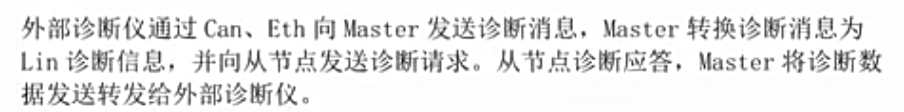 外部诊断仪通过 Can、Eth 向 Master 发送诊断消息，Master 转换诊断消息为
Lin 诊断信息，并向从节点发送诊断请求。从节点诊断应答，Master 将诊断数
据发送转发给外部诊断仪。